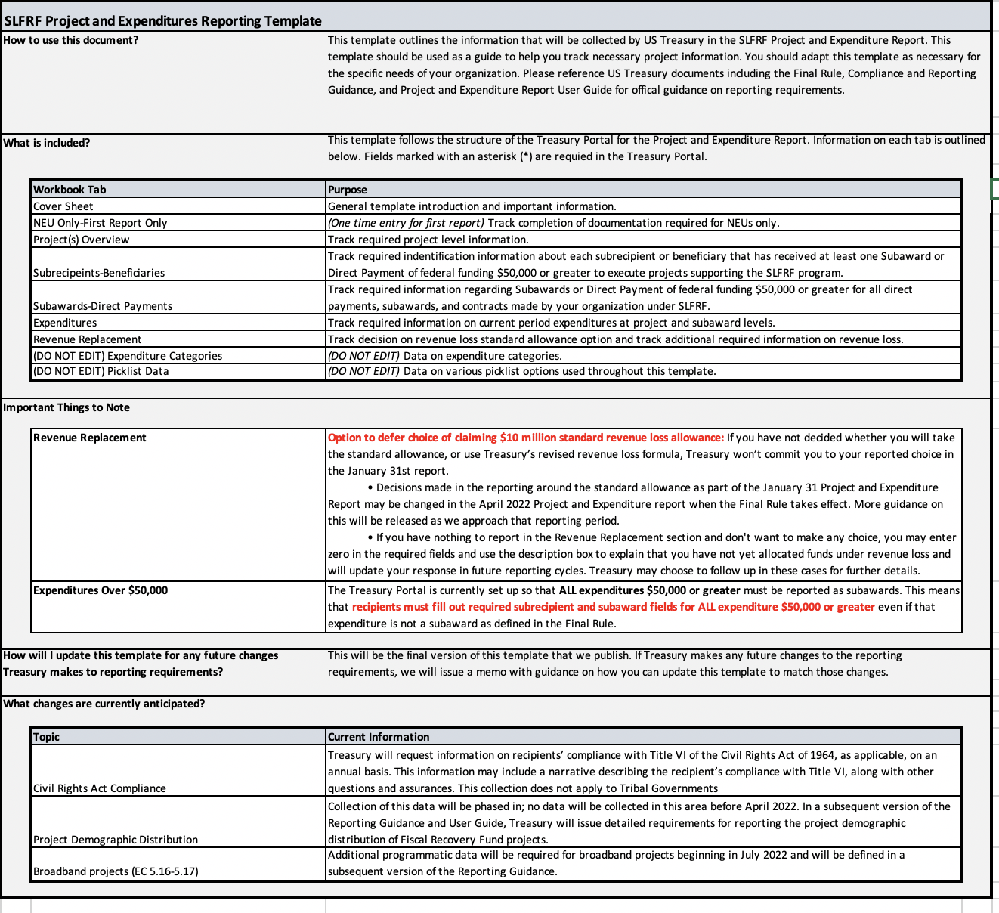 SLFRF Project and Expenditures Reporting Template
How to use this document?
This template outlines the information that will be collected by US Treasury in the SLFRF Project and Expenditure Report. This
template should be used as a guide to help you track necessary project information. You should adapt this template as necessary for
the specific needs of your organization. Please reference US Treasury documents including the Final Rule, Compliance and Reporting
Guidance, and Project and Expenditure Report User Guide for offical guidance on reporting requirements.
What is included?
This template follows the structure of the Treasury Portal for the Project and Expenditure Report. Information on each tab is outlined
below. Fields marked with an asterisk (*) are requied in the Treasury Portal.
Workbook Tab
Purpose
Cover Sheet
General template introduction and important information.
NEU Only-First Report Only
(One time entry for first report) Track completion of documentation required for NEUs only.
Project(s) Overview
Track required project level information.
Subrecipeints-Beneficiaries
Track required indentification information about each subrecipient or beneficiary that has received at least one Subaward or
Direct Payment of federal funding $50,000 or greater to execute projects supporting the SLFRF program.
Subawards-Direct Payments
Track required information regarding Subawards or Direct Payment of federal funding $50,000 or greater for all direct
payments, subawards, and contracts made by your organization under SLFRF.
Expenditures
Track required information on current period expenditures at project and subaward levels.
Revenue Replacement
Track decision on revenue loss standard allowance option and track additional required information on revenue loss.
(DO NOT EDIT) Expenditure Categories
(DO NOT EDIT) Data on expenditure categories.
(DO NOT EDIT) Picklist Data
(DO NOT EDIT) Data on various picklist options used throughout this template.
Important Things to Note
Revenue Replacement
Option to defer choice of claiming $10 million standard revenue loss allowance: If you have not decided whether you will take
the standard allowance, or use Treasury’s revised revenue loss formula, Treasury won’t commit you to your reported choice in
the January 31st report.
• Decisions made in the reporting around the standard allowance as part of the January 31 Project and Expenditure
Report may be changed in the April 2022 Project and Expenditure report when the Final Rule takes effect. More guidance on
this will be released as we approach that reporting period.
• If you have nothing to report in the Revenue Replacement section and don't want to make any choice, you may enter
zero in the required fields and use the description box to explain that you have not yet allocated funds under revenue loss and
will update your response in future reporting cycles. Treasury may choose to follow up in these cases for further details.
Expenditures Over $50,000
The Treasury Portal is currently set up so that ALL expenditures $50,000 or greater must be reported as subawards. This means
that recipients must fill out required subrecipient and subaward fields for ALL expenditure $50,000 or greater even if that
expenditure is not a subaward as defined in the Final Rule.
How will I update this template for any future changes
Treasury makes to reporting requirements?
This will be the final version of this template that we publish. If Treasury makes any future changes to the reporting
requirements, we will issue a memo with guidance on how you can update this template to match those changes.
What changes are currently anticipated?
Topic
Current Information
Civil Rights Act Compliance
Treasury will request information on recipients’ compliance with Title VI of the Civil Rights Act of 1964, as applicable, on an
annual basis. This information may include a narrative describing the recipient’s compliance with Title VI, along with other
questions and assurances. This collection does not apply to Tribal Governments
Project Demographic Distribution
Collection of this data will be phased in; no data will be collected in this area before April 2022. In a subsequent version of the
Reporting Guidance and User Guide, Treasury will issue detailed requirements for reporting the project demographic
distribution of Fiscal Recovery Fund projects.
Broadband projects (EC 5.16-5.17)
Additional programmatic data will be required for broadband projects beginning in July 2022 and will be defined in a
subsequent version of the Reporting Guidance.